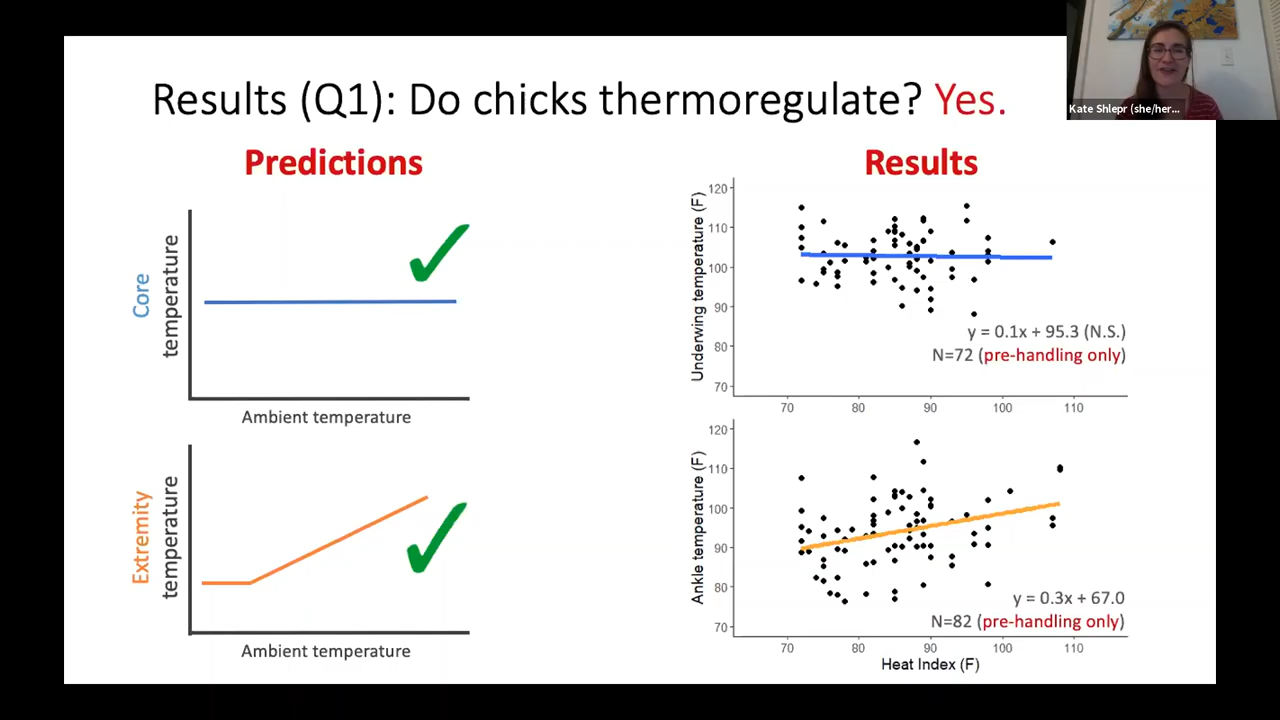 Results (Q1): Do chicks thermoregulate? Yes.
Kate Shlepr (she/her...
Predictions
Core
temperature
Ambient temperature
Extremity
temperature
Ambient temperature
Results
Underwing temperature (F)
120
110
100
90
80
70
y = 0.1x + 95.3 (N.S.)
N=72 (pre-handling only)
70 80 90 100 110
Ankle temperature (F)
120
110
100
90
80
70
y = 0.3x + 67.0
N=82 (pre-handling only)
70 80 90 100 110
Heat Index (F)